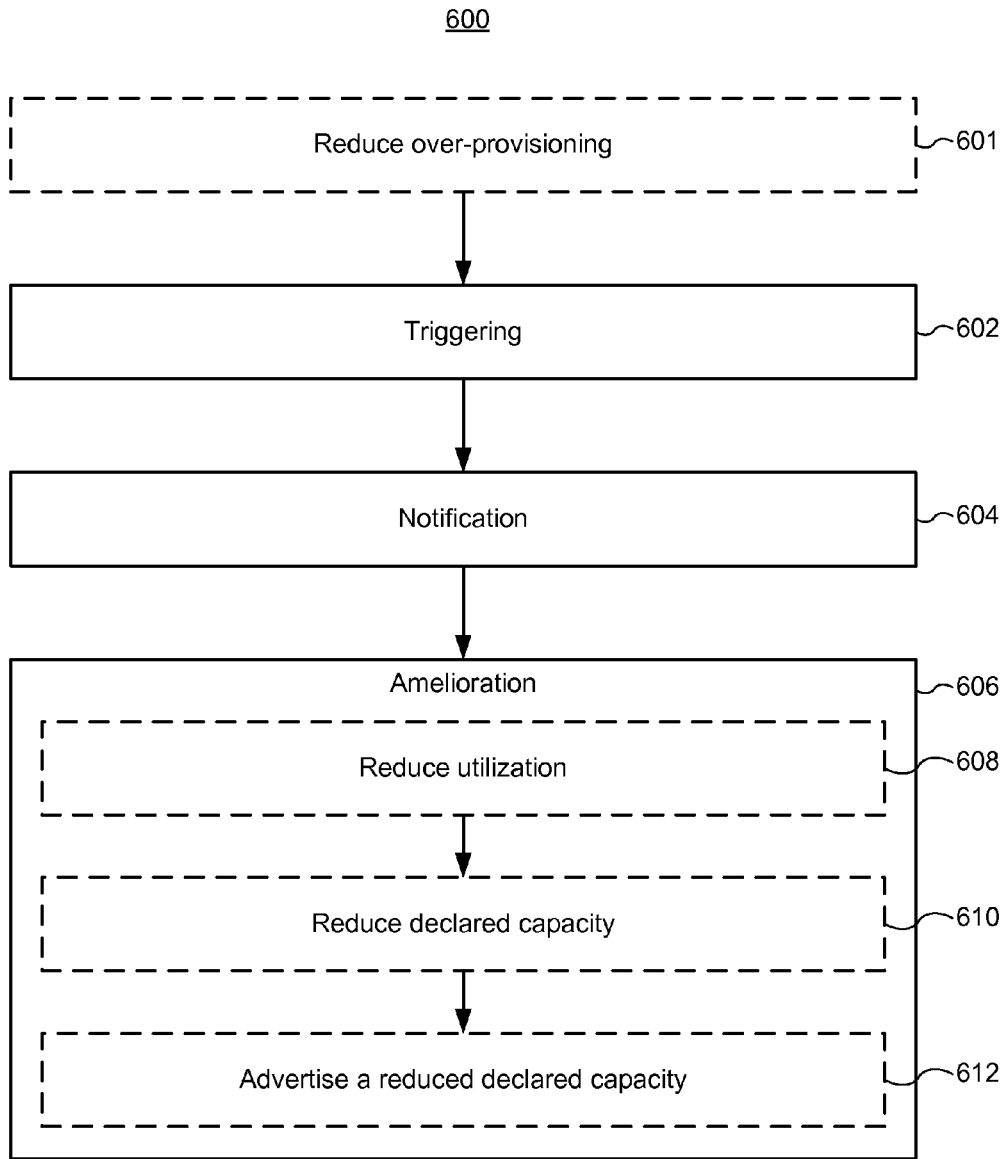 600
Reduce over-provisioning
601
Triggering
602
Notification
604
Amelioration
606
Reduce utilization
608
Reduce declared capacity
610
Advertise a reduced declared capacity
612